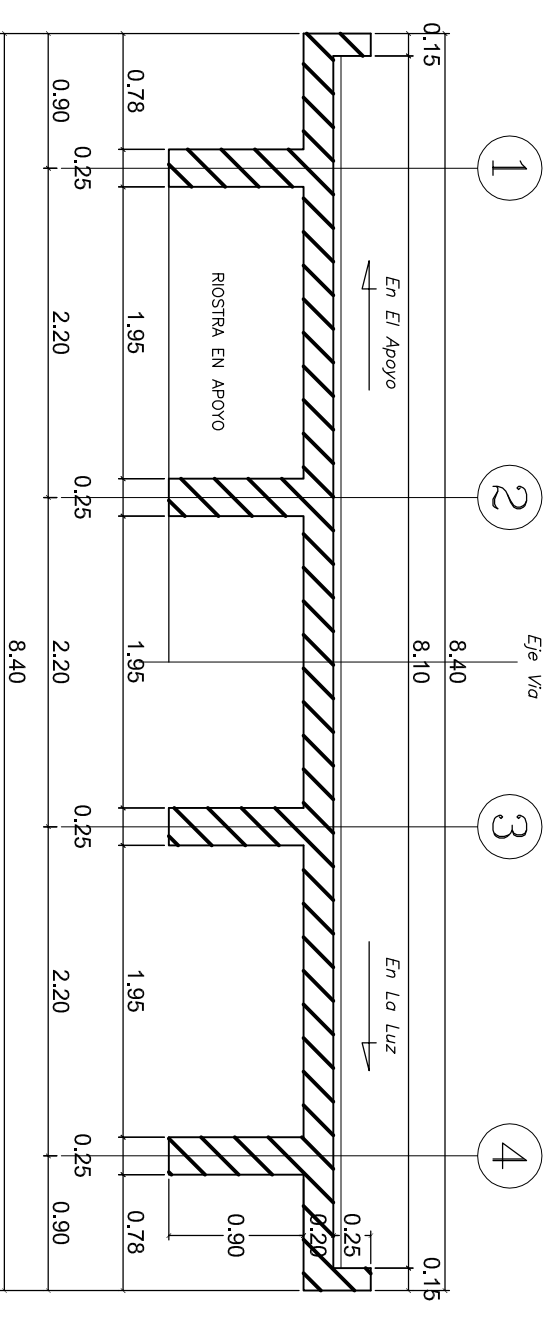 Eje Via
1 2 3 4
8.40
0.15 8.10 0.15
En El Apoyo En La Luz
0.25
0.20
RIOSTRA EN APOYO
0.90
0.78 1.95 1.95 1.95 0.78
0.25 0.25 0.25 0.25
0.90 2.20 2.20 2.20 0.90
8.40